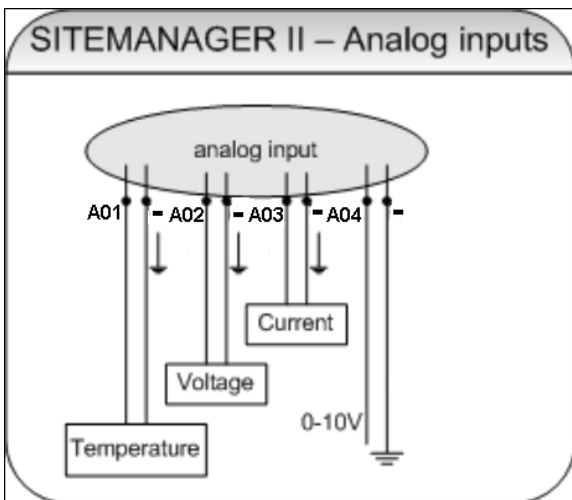 SITEMANAGER II – Analog inputs
analog input
A01 - A02 - A03 - A04 -
Current
Voltage
0-10V
Temperature